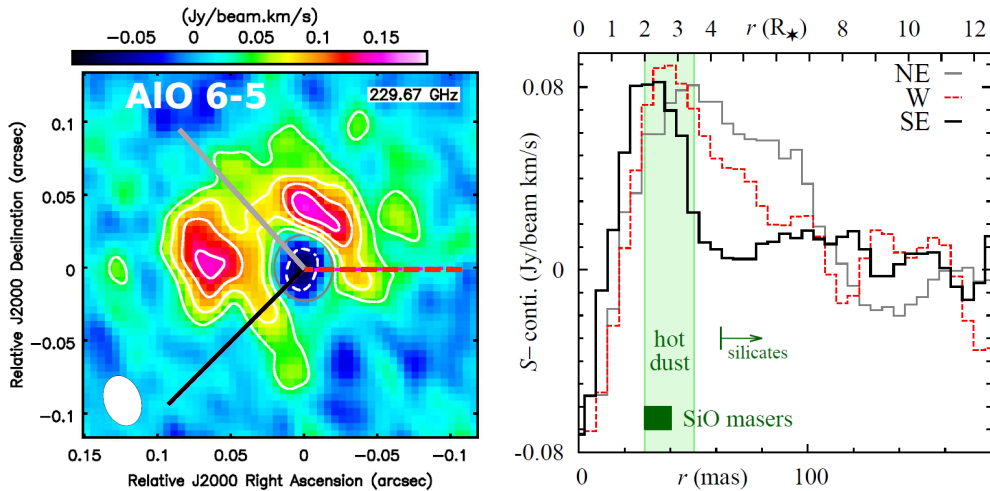 (Jy/beam.km/s)
−0.05 0 0.05 0.1 0.15
AlO 6-5
229.67 GHz
Relative J2000 Declination (arcsec)
0.1
0.05
0
−0.05
−0.1
0.15 0.1 0.05 0 −0.05 −0.1
Relative J2000 Right Ascension (arcsec)
0 1 2 3 4 r (R★) 8 10 12
S−conti. (Jy/beam km/s)
0.08
0
-0.08
NE
W
SE
hot
dust
silicates
SiO masers
0 r (mas) 100